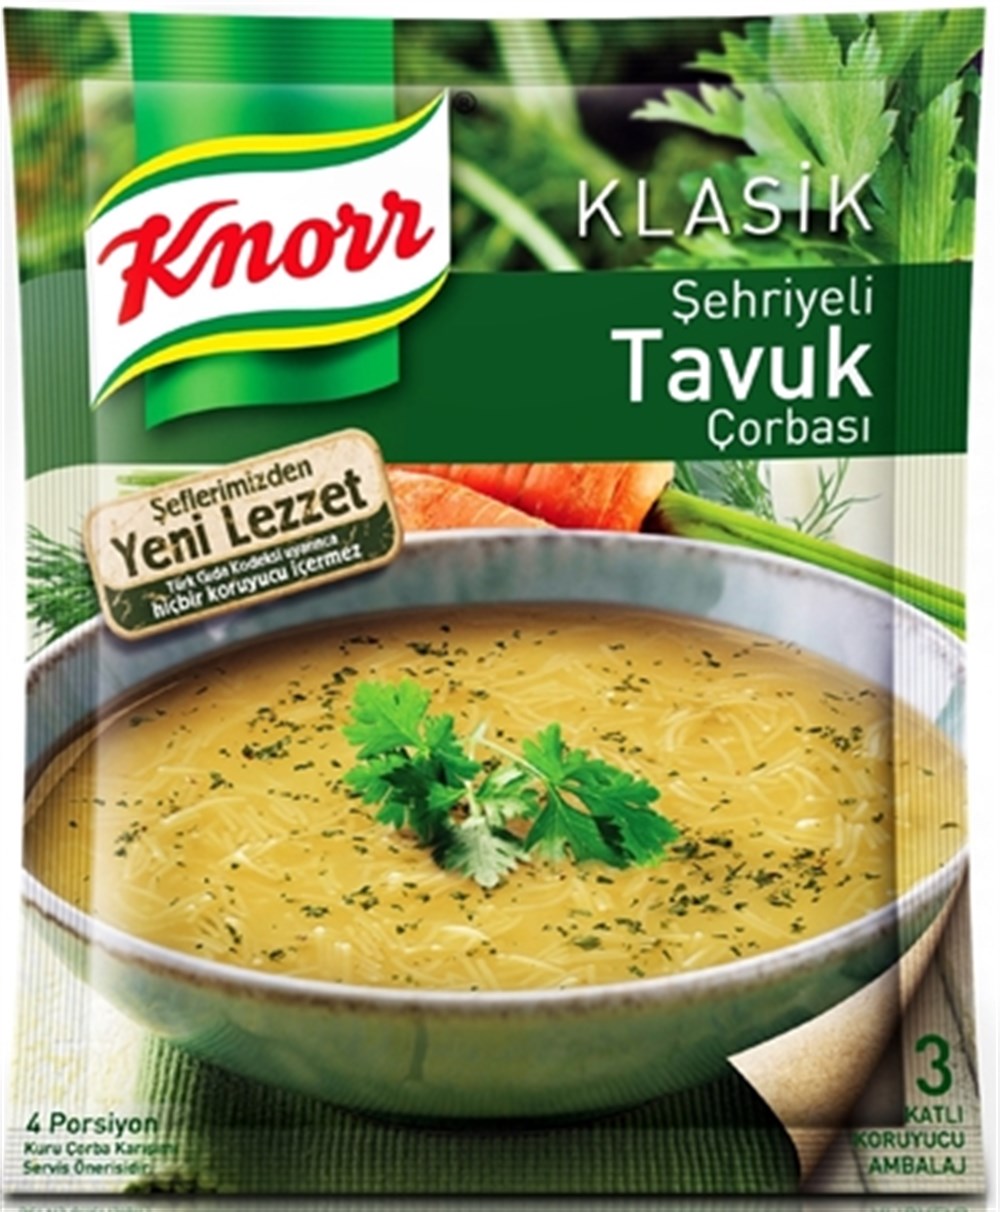 Knorr®
KLASİK
Şehriyeli
Tavuk
Çorbası
Şeflerimizden
Yeni Lezzet
Türk Gıda Kodeksi uyarınca
hiçbir koruyucu içermez
4 Porsiyon
Kuru Çorba Karışımı
Servis Önerisidir.
3
KATLI
KORUYUCU
AMBALAJ